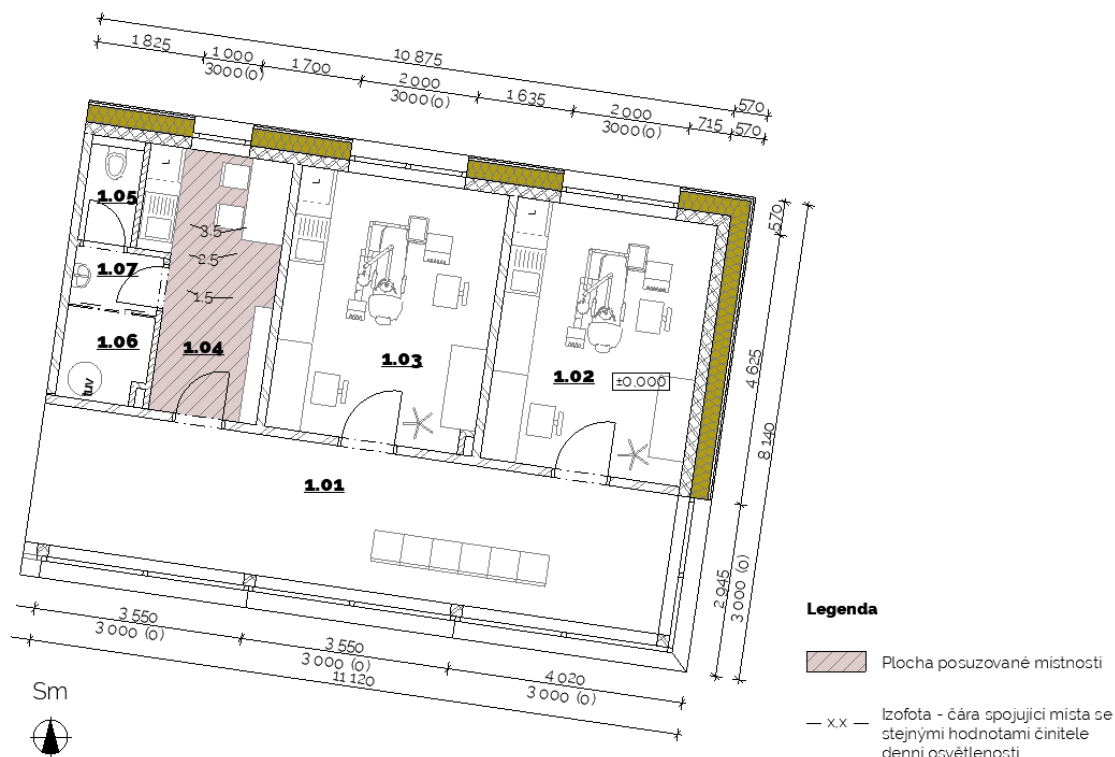 10 875
1 825
1 000
3000(0)
1 700
2 000
3000(0)
1 635
2 000
3000(0)
715
570
570
570
4 625
8 140
2 945
3 000 (0)
1.05
3.5
2.5
1.07
1.5
1.06
1.04
1.03
1.02
±0,000
tuv
1.01
3 550
3 000 (0)
3 550
3 000 (0)
4 020
3 000 (0)
11 120
Sm
Legenda
Plocha posuzované místnosti
x,x
Izofota - čára spojující místa se
stejnými hodnotami činitele
denní osvětlenosti